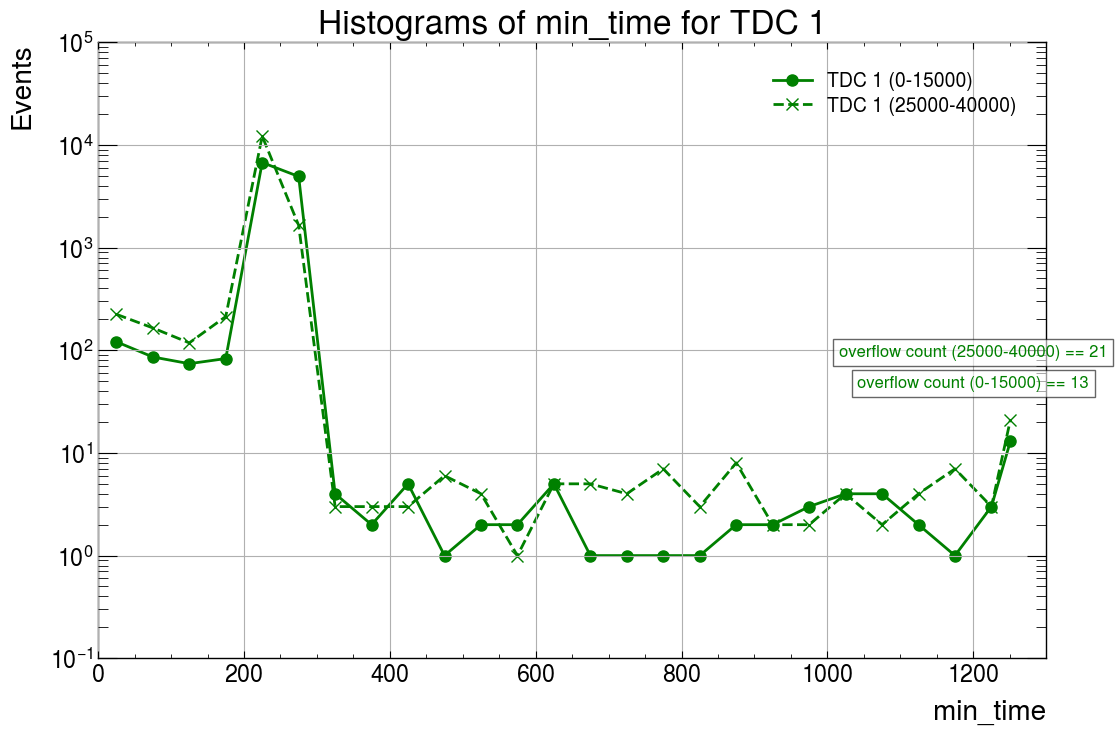 Histograms of min_time for TDC 1
Events
10^5
10^4
10^3
10^2
10^1
10^0
10^−1
TDC 1 (0-15000)
TDC 1 (25000-40000)
overflow count (25000-40000) == 21
overflow count (0-15000) == 13
0 200 400 600 800 1000 1200
min_time